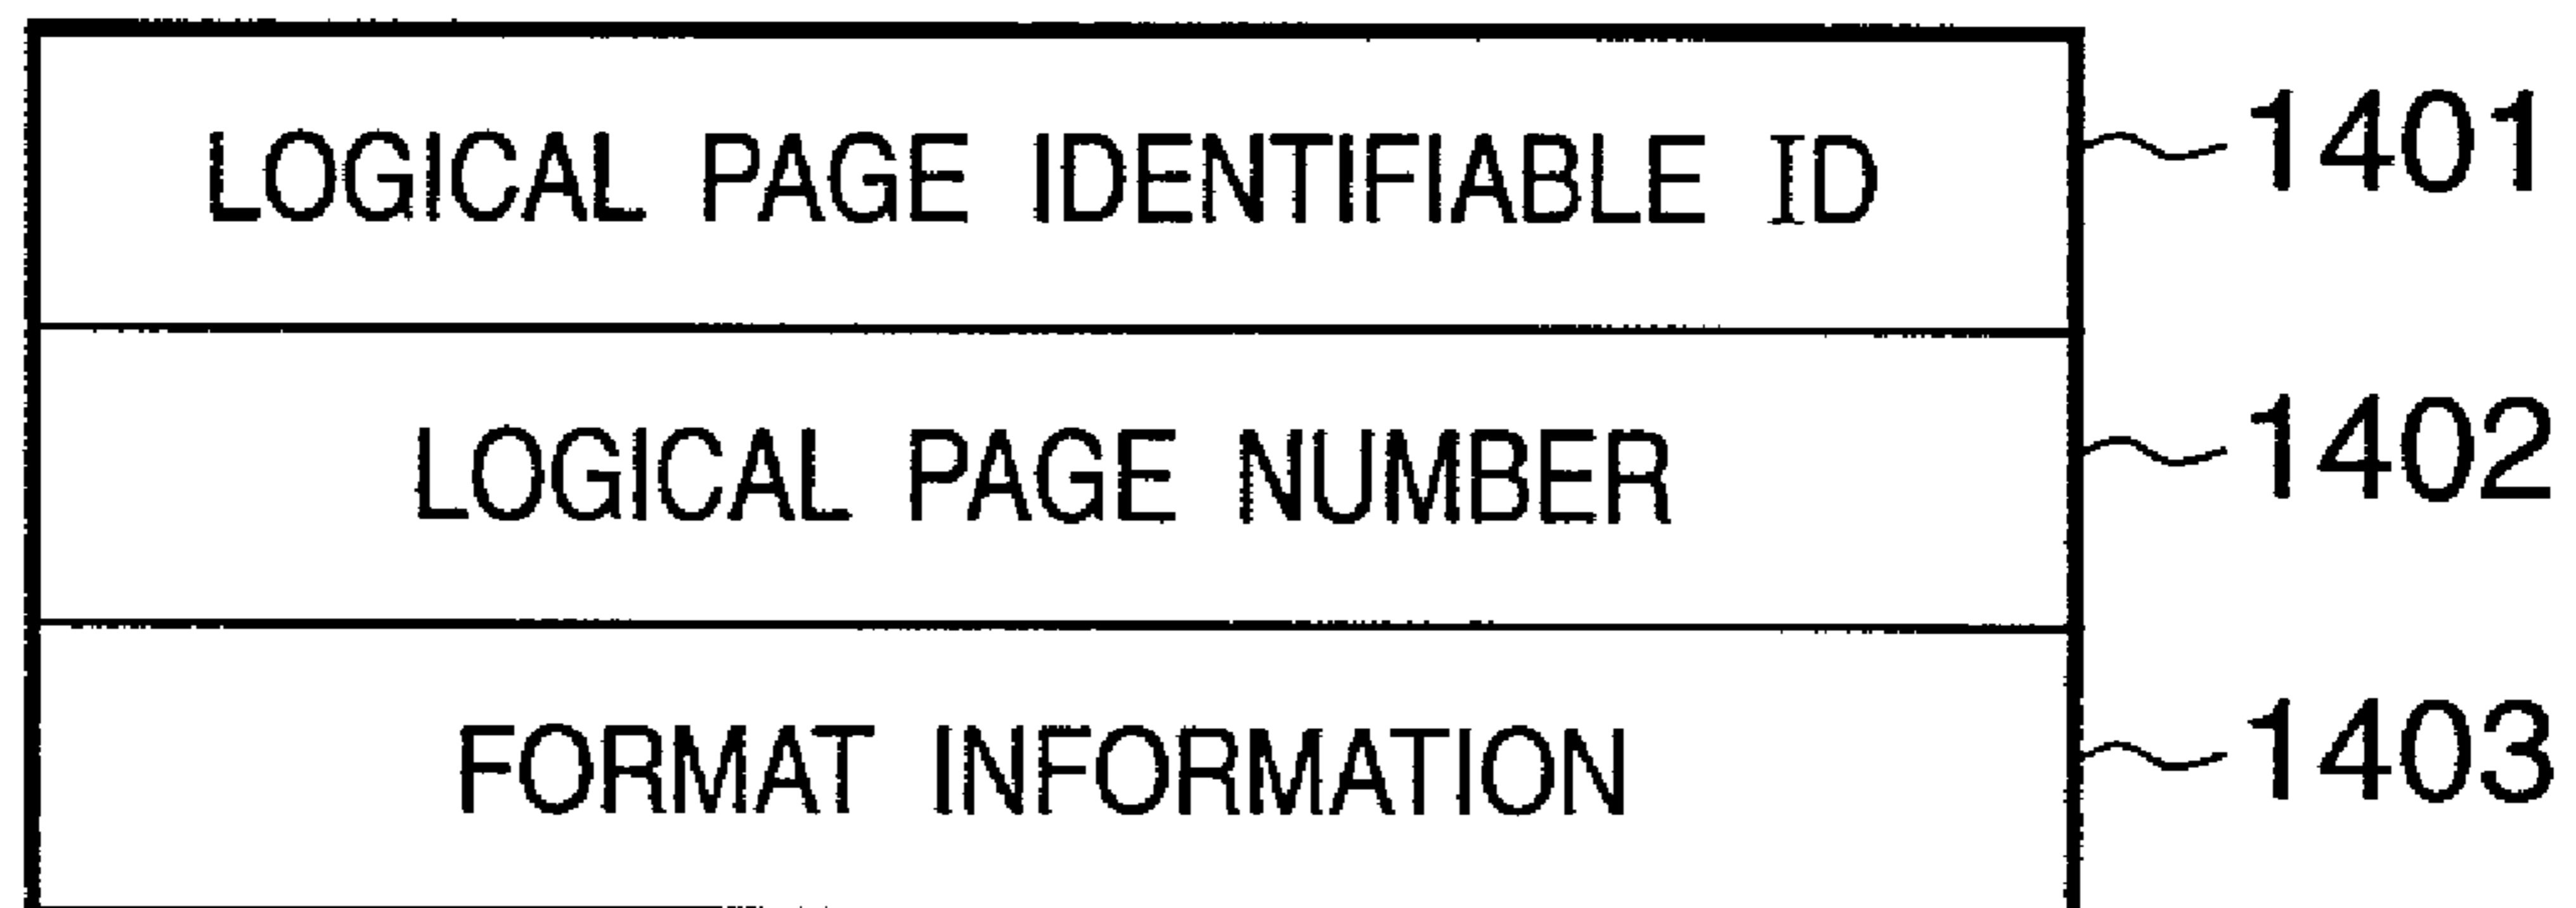 LOGICAL PAGE IDENTIFIABLE ID 1401
LOGICAL PAGE NUMBER 1402
FORMAT INFORMATION 1403